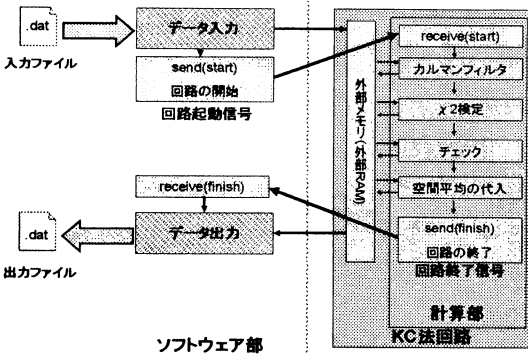 .dat
入力ファイル
データ入力
send(start)
回路の開始
回路起動信号
receive(finish)
データ出力
.dat
出力ファイル
ソフトウェア部
外部メモリ(外部RAM)
receive(start)
カルマンフィルタ
χ2検定
チェック
空間平均の代入
send(finish)
回路の終了
回路終了信号
計算部
KC法回路